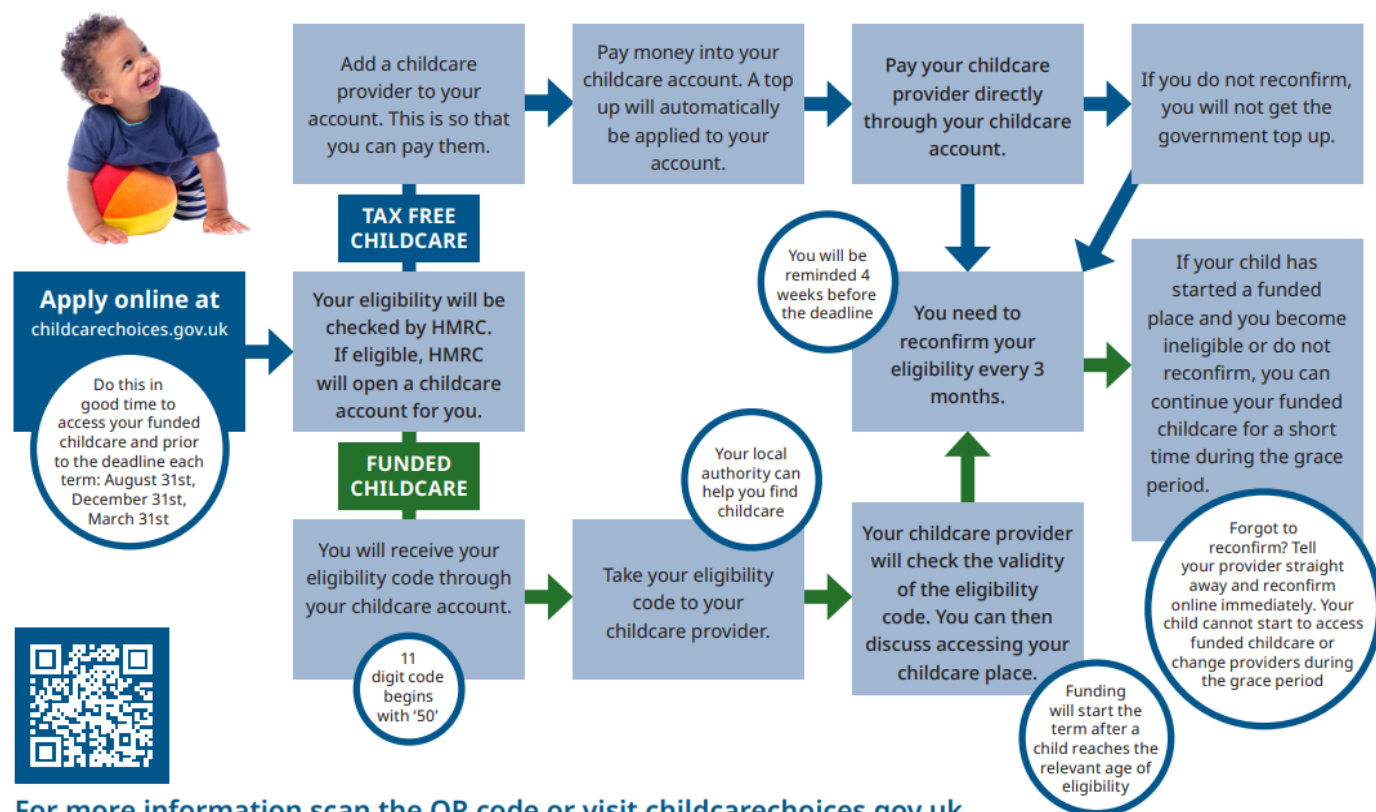 Add a childcare
provider to your
account. This is so that
you can pay them.
Pay money into your
childcare account. A top
up will automatically
be applied to your
account.
Pay your childcare
provider directly
through your childcare
account.
If you do not reconfirm,
you will not get the
government top up.
TAX FREE
CHILDCARE
Apply online at
childcarechoices.gov.uk
Do this in
good time to
access your funded
childcare and prior
to the deadline each
term: August 31st,
December 31st,
March 31st
Your eligibility will be
checked by HMRC.
If eligible, HMRC
will open a childcare
account for you.
You will be
reminded 4
weeks before
the deadline
You need to
reconfirm your
eligibility every 3
months.
If your child has
started a funded
place and you become
ineligible or do not
reconfirm, you can
continue your funded
childcare for a short
time during the grace
period.
FUNDED
CHILDCARE
You will receive your
eligibility code through
your childcare account.
11
digit code
begins
with ‘50’
Your local
authority can
help you find
childcare
Take your eligibility
code to your
childcare provider.
Your childcare provider
will check the validity
of the eligibility
code. You can then
discuss accessing your
childcare place.
Funding
will start the
term after a
child reaches the
relevant age of
eligibility
Forgot to
reconfirm? Tell
your provider straight
away and reconfirm
online immediately. Your
child cannot start to access
funded childcare or
change providers during
the grace period
For more information scan the QR code or visit childcarechoices.gov.uk